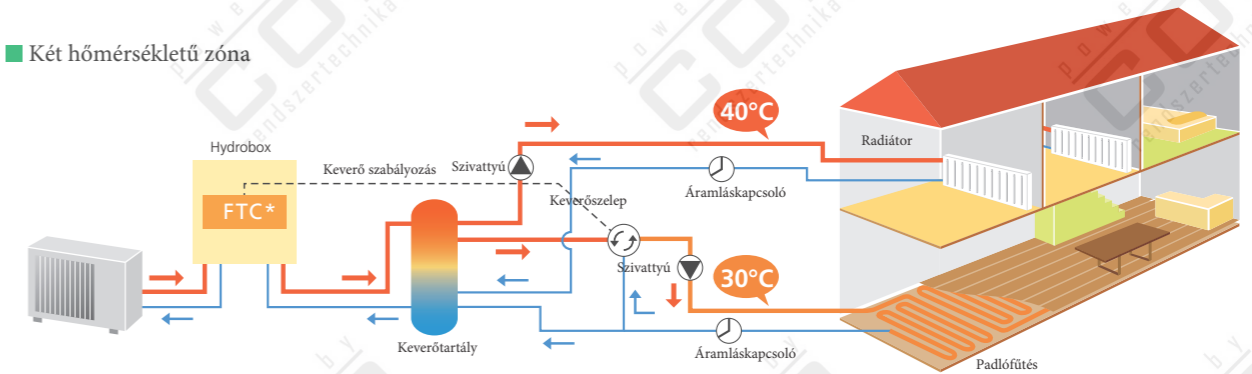 Két hőmérsékletű zóna
Hydrobox
FTC*
Keverő szabályozás
Szivattyú
40°C
Radiátor
Áramláskapcsoló
Keverőszelep
Szivattyú
30°C
Keverőtartály
Áramláskapcsoló
Padlófűtés